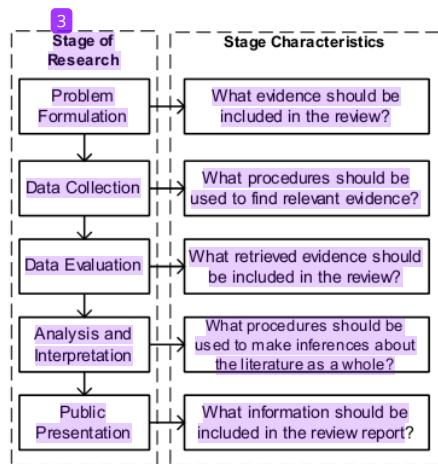 3
Stage of
Research
Stage Characteristics
Problem
Formulation
What evidence should be
included in the review?
Data Collection
What procedures should be
used to find relevant evidence?
Data Evaluation
What retrieved evidence should
be included in the review?
Analysis and
Interpretation
What procedures should be
used to make inferences about
the literature as a whole?
Public
Presentation
What information should be
included in the review report?